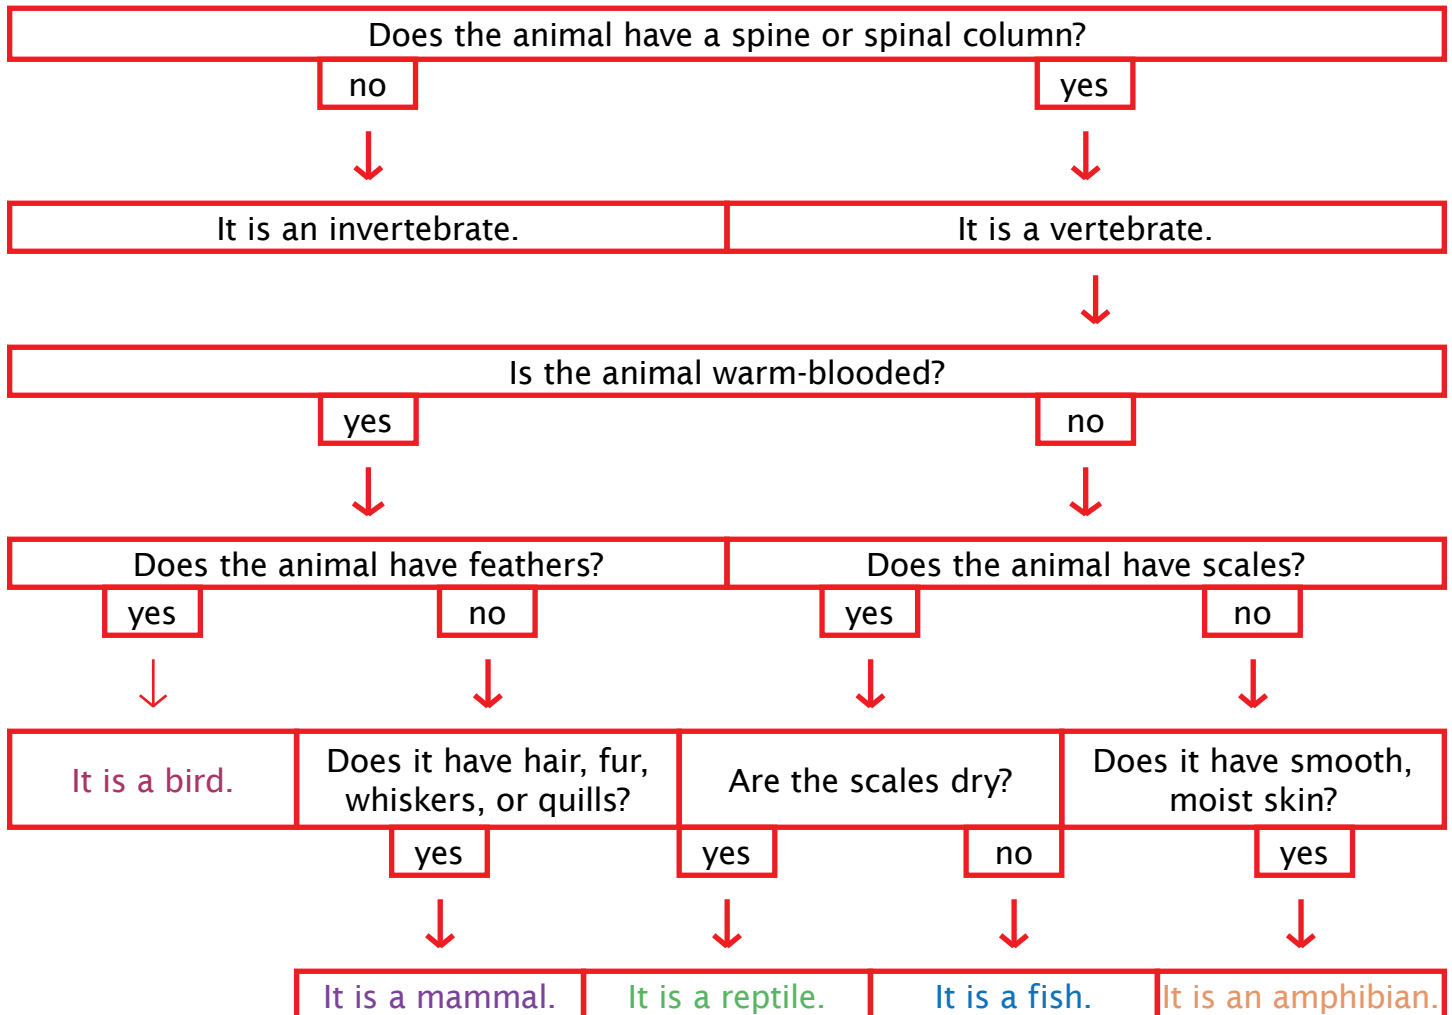 Does the animal have a spine or spinal column?
no
yes
It is an invertebrate.
It is a vertebrate.
Is the animal warm-blooded?
yes
no
Does the animal have feathers?
Does the animal have scales?
yes
no
yes
no
It is a bird.
Does it have hair, fur,
whiskers, or quills?
Are the scales dry?
Does it have smooth,
moist skin?
yes
yes
no
yes
It is a mammal.
It is a reptile.
It is a fish.
It is an amphibian.